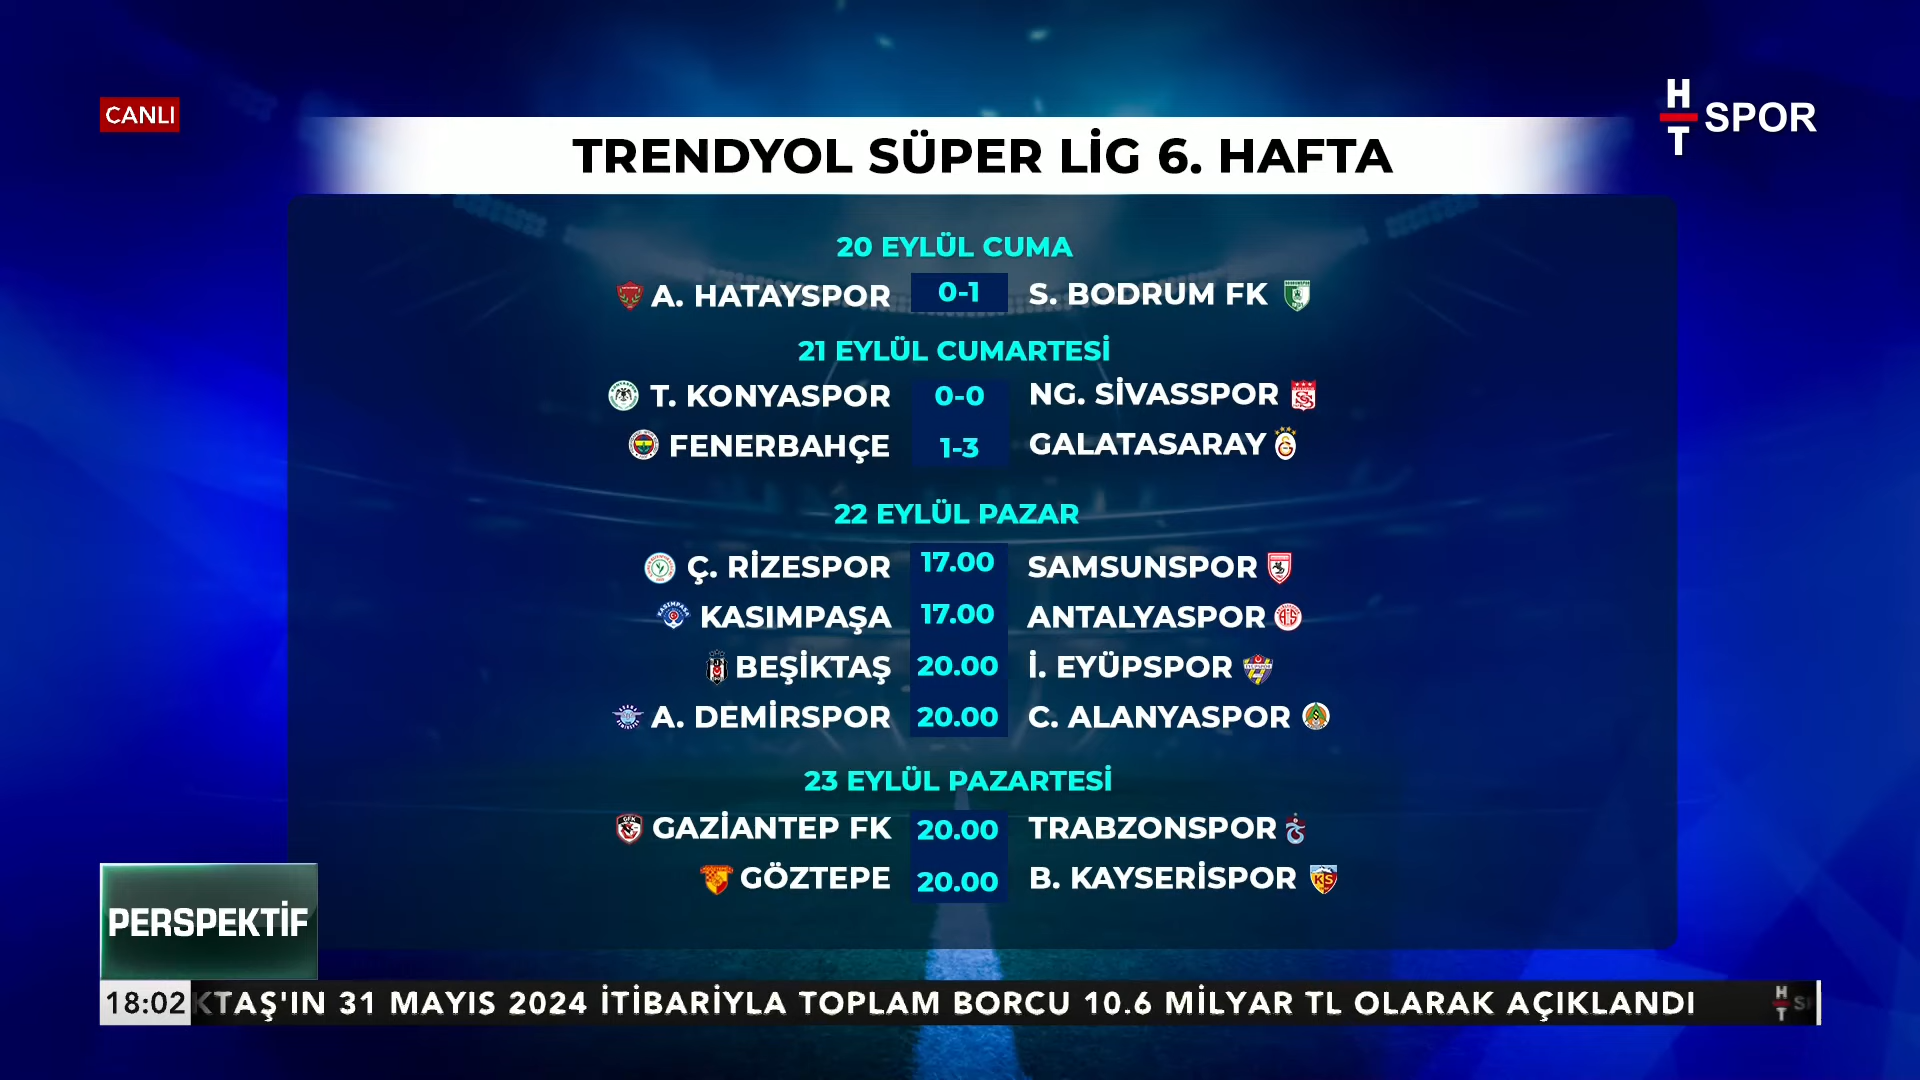 CANLI
HT SPOR
TRENDYOL SÜPER LİG 6. HAFTA
20 EYLÜL CUMA
A. HATAYSPOR 0-1 S. BODRUM FK
21 EYLÜL CUMARTESİ
T. KONYASPOR 0-0 NG. SİVASSPOR
FENERBAHÇE 1-3 GALATASARAY
22 EYLÜL PAZAR
Ç. RİZESPOR 17.00 SAMSUNSPOR
KASIMPAŞA 17.00 ANTALYASPOR
BEŞİKTAŞ 20.00 İ. EYÜPSPOR
A. DEMİRSPOR 20.00 C. ALANYASPOR
23 EYLÜL PAZARTESİ
GAZİANTEP FK 20.00 TRABZONSPOR
GÖZTEPE 20.00 B. KAYSERİSPOR
PERSPEKTİF
18:02 KTAŞ'IN 31 MAYIS 2024 İTİBARİYLA TOPLAM BORCU 10.6 MİLYAR TL OLARAK AÇIKLANDI